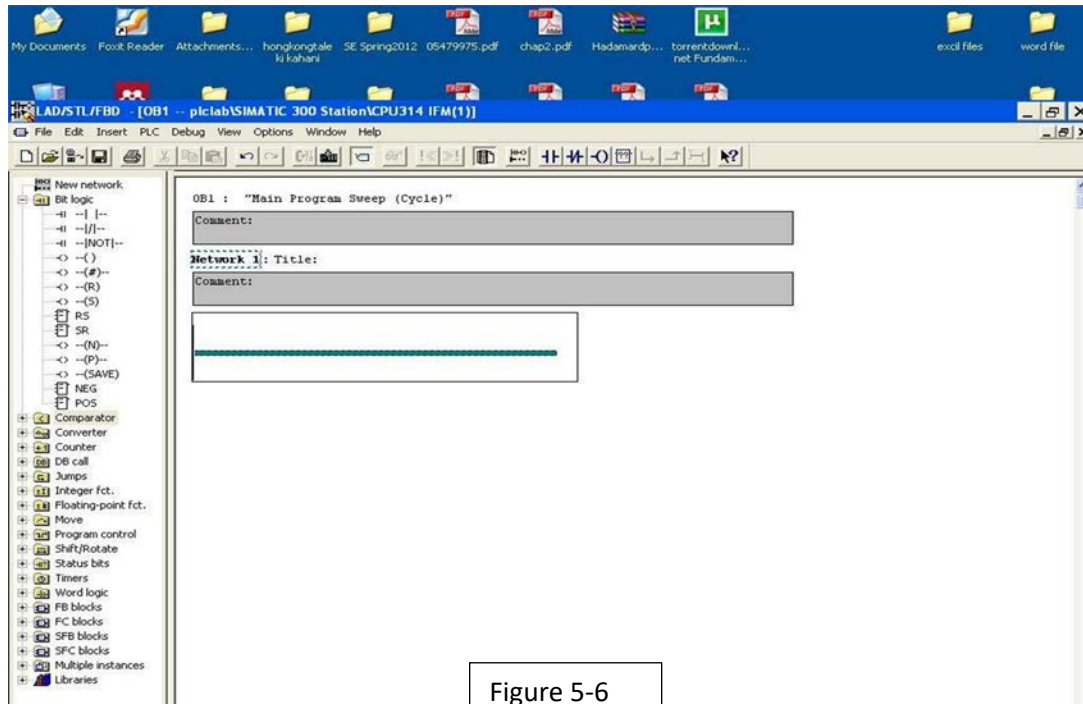 My Documents
Foxit Reader
Attachments...
hongkongtale
ki kahani
SE Spring2012
05479975.pdf
chap2.pdf
Hadamardp...
torrentdownl...
net Fundam...
excil files
word file
LAD/STL/FBD - [OB1 -- plclab\SIMATIC 300 Station\CPU314 IFM(1)]
File Edit Insert PLC Debug View Options Window Help
New network
Bit logic
--| |--
--|/|--
--|NOT|--
--( )
--(#)--
--(R)
--(S)
RS
SR
--(N)--
--(P)--
--(SAVE)
NEG
POS
Comparator
Converter
Counter
DB call
Jumps
Integer fct.
Floating-point fct.
Move
Program control
Shift/Rotate
Status bits
Timers
Word logic
FB blocks
FC blocks
SFB blocks
SFC blocks
Multiple instances
Libraries
OB1 : "Main Program Sweep (Cycle)"
Comment:
Network 1: Title:
Comment:
Figure 5-6